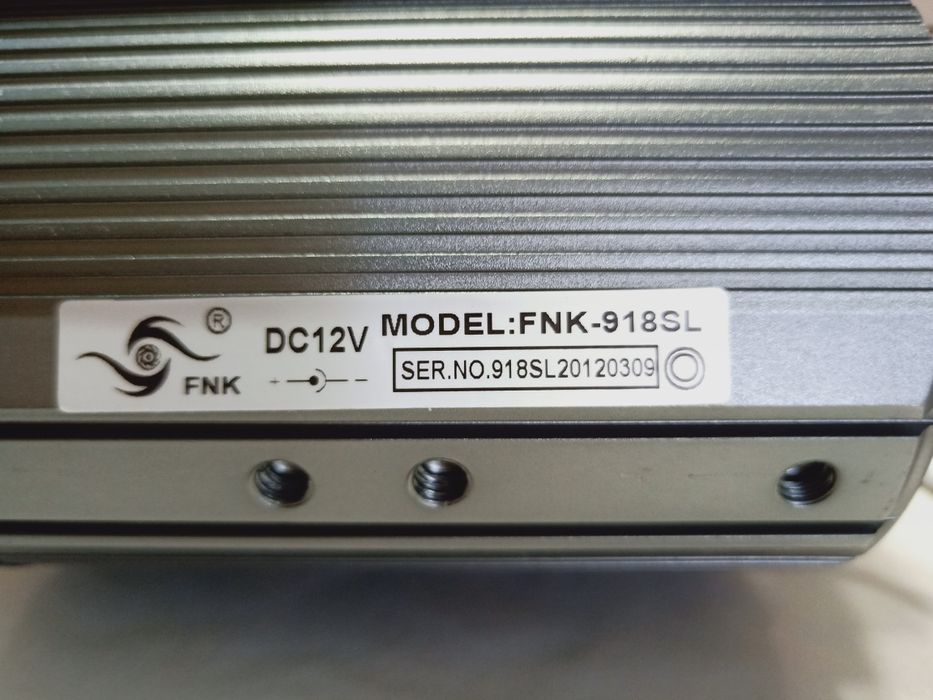 ®
FNK
DC12V
+ −
MODEL:FNK-918SL
SER.NO.918SL20120309